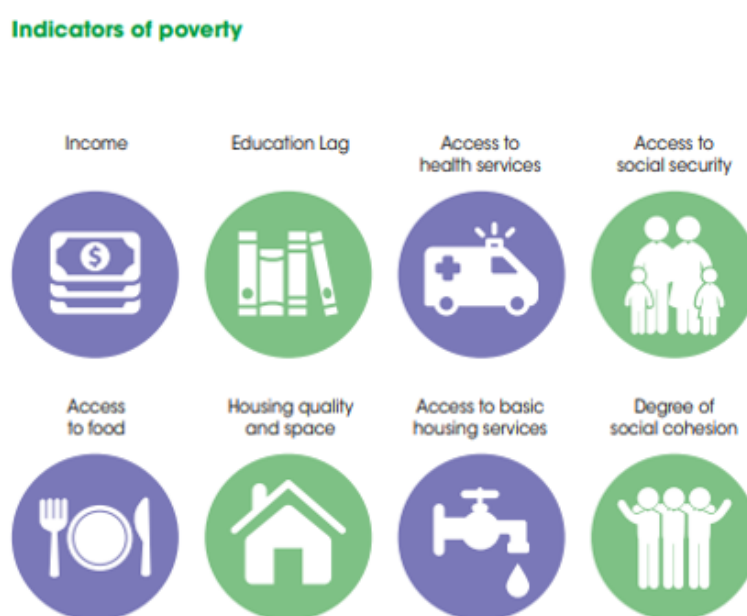 Indicators of poverty
Income
Education Lag
Access to
health services
Access to
social security
$
Access
to food
Housing quality
and space
Access to basic
housing services
Degree of
social cohesion